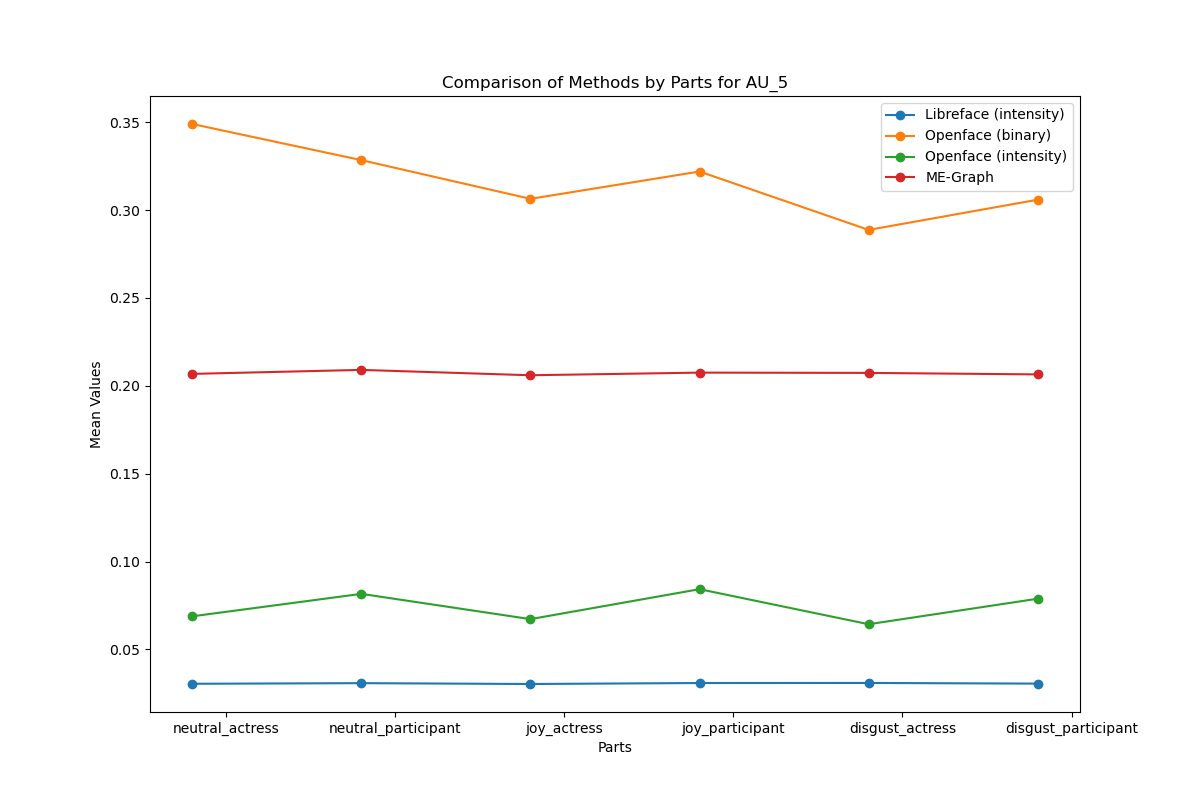 Comparison of Methods by Parts for AU_5
Libreface (intensity)
Openface (binary)
Openface (intensity)
ME-Graph
0.35
0.30
0.25
0.20
0.15
0.10
0.05
Mean Values
neutral_actress
neutral_participant
joy_actress
joy_participant
disgust_actress
disgust_participant
Parts